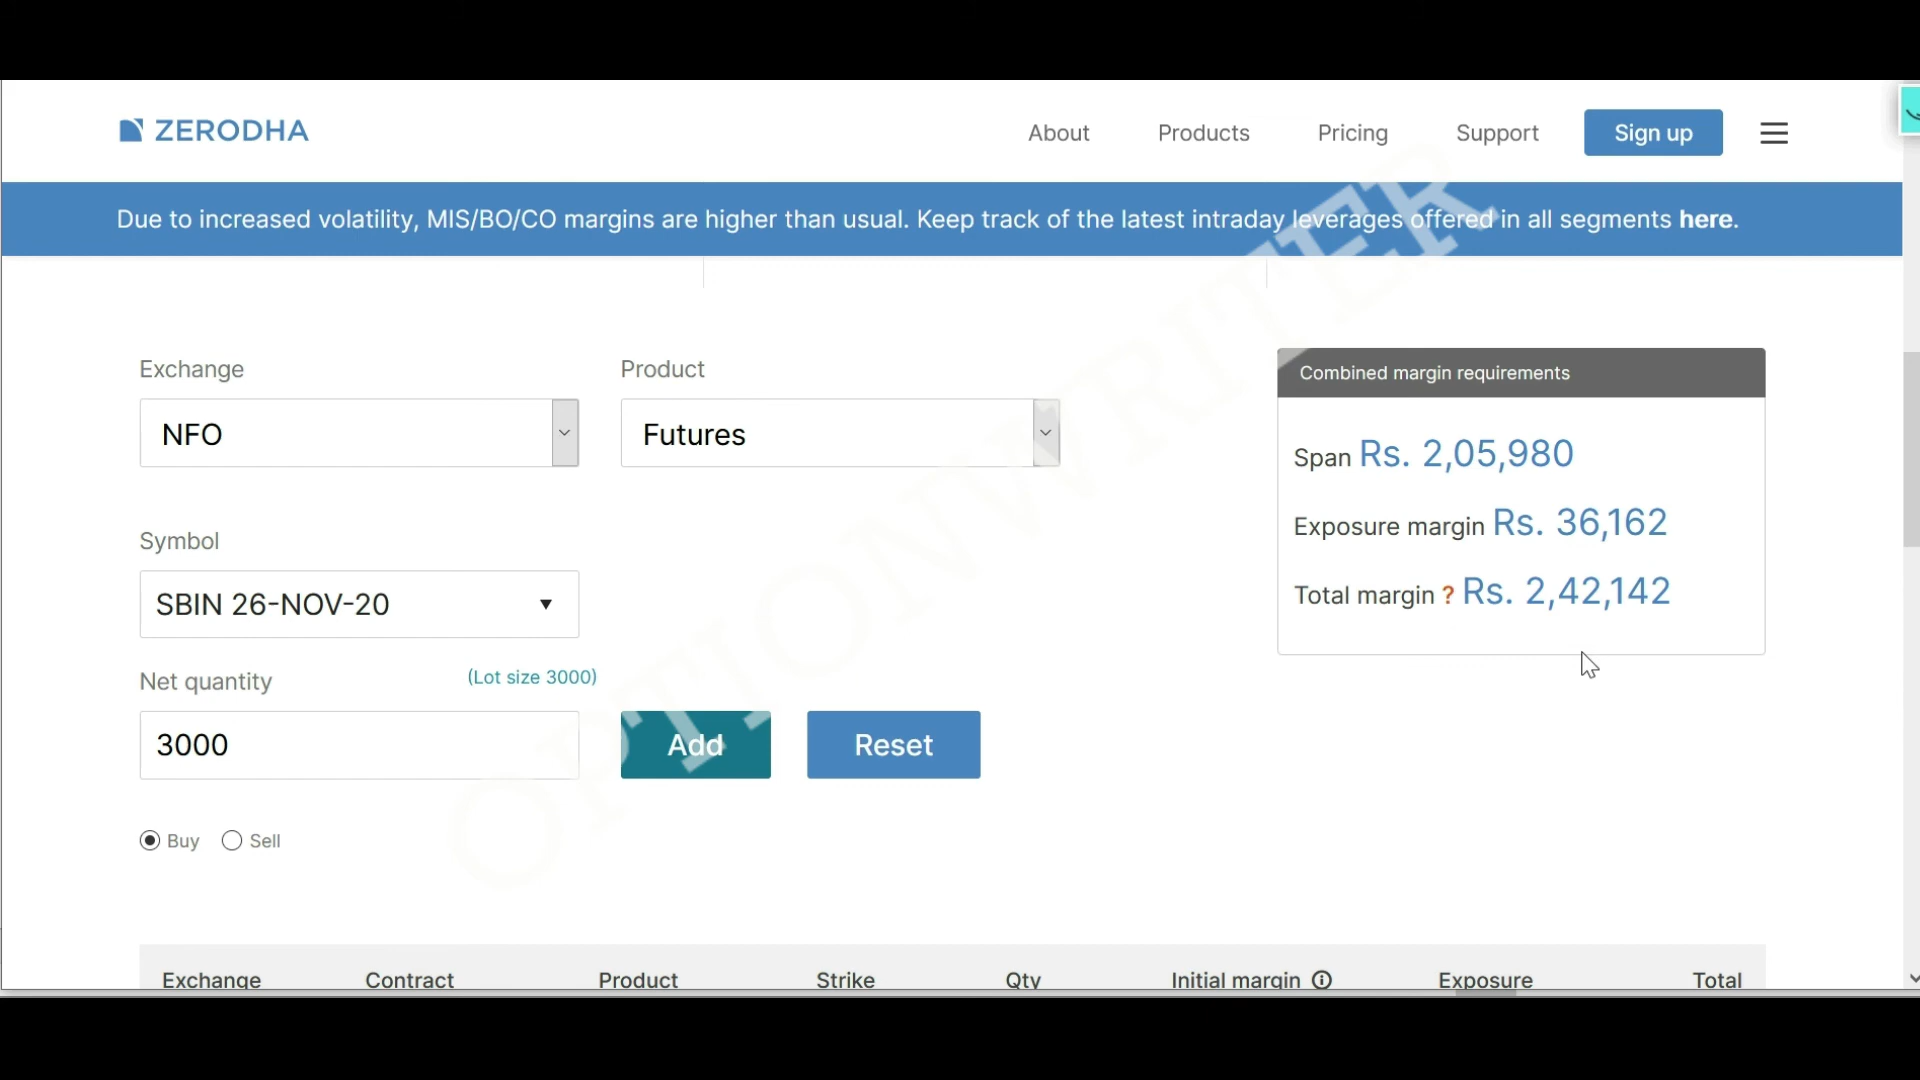 ZERODHA
About Products Pricing Support Sign up
Due to increased volatility, MIS/BO/CO margins are higher than usual. Keep track of the latest intraday leverages offered in all segments here.
Exchange Product
NFO Futures
Combined margin requirements
Span Rs. 2,05,980
Exposure margin Rs. 36,162
Total margin ? Rs. 2,42,142
Symbol
SBIN 26-NOV-20
Net quantity (Lot size 3000)
3000 Add Reset
Buy Sell
Exchange Contract Product Strike Qty Initial margin Exposure Total
OPTIONWRITER